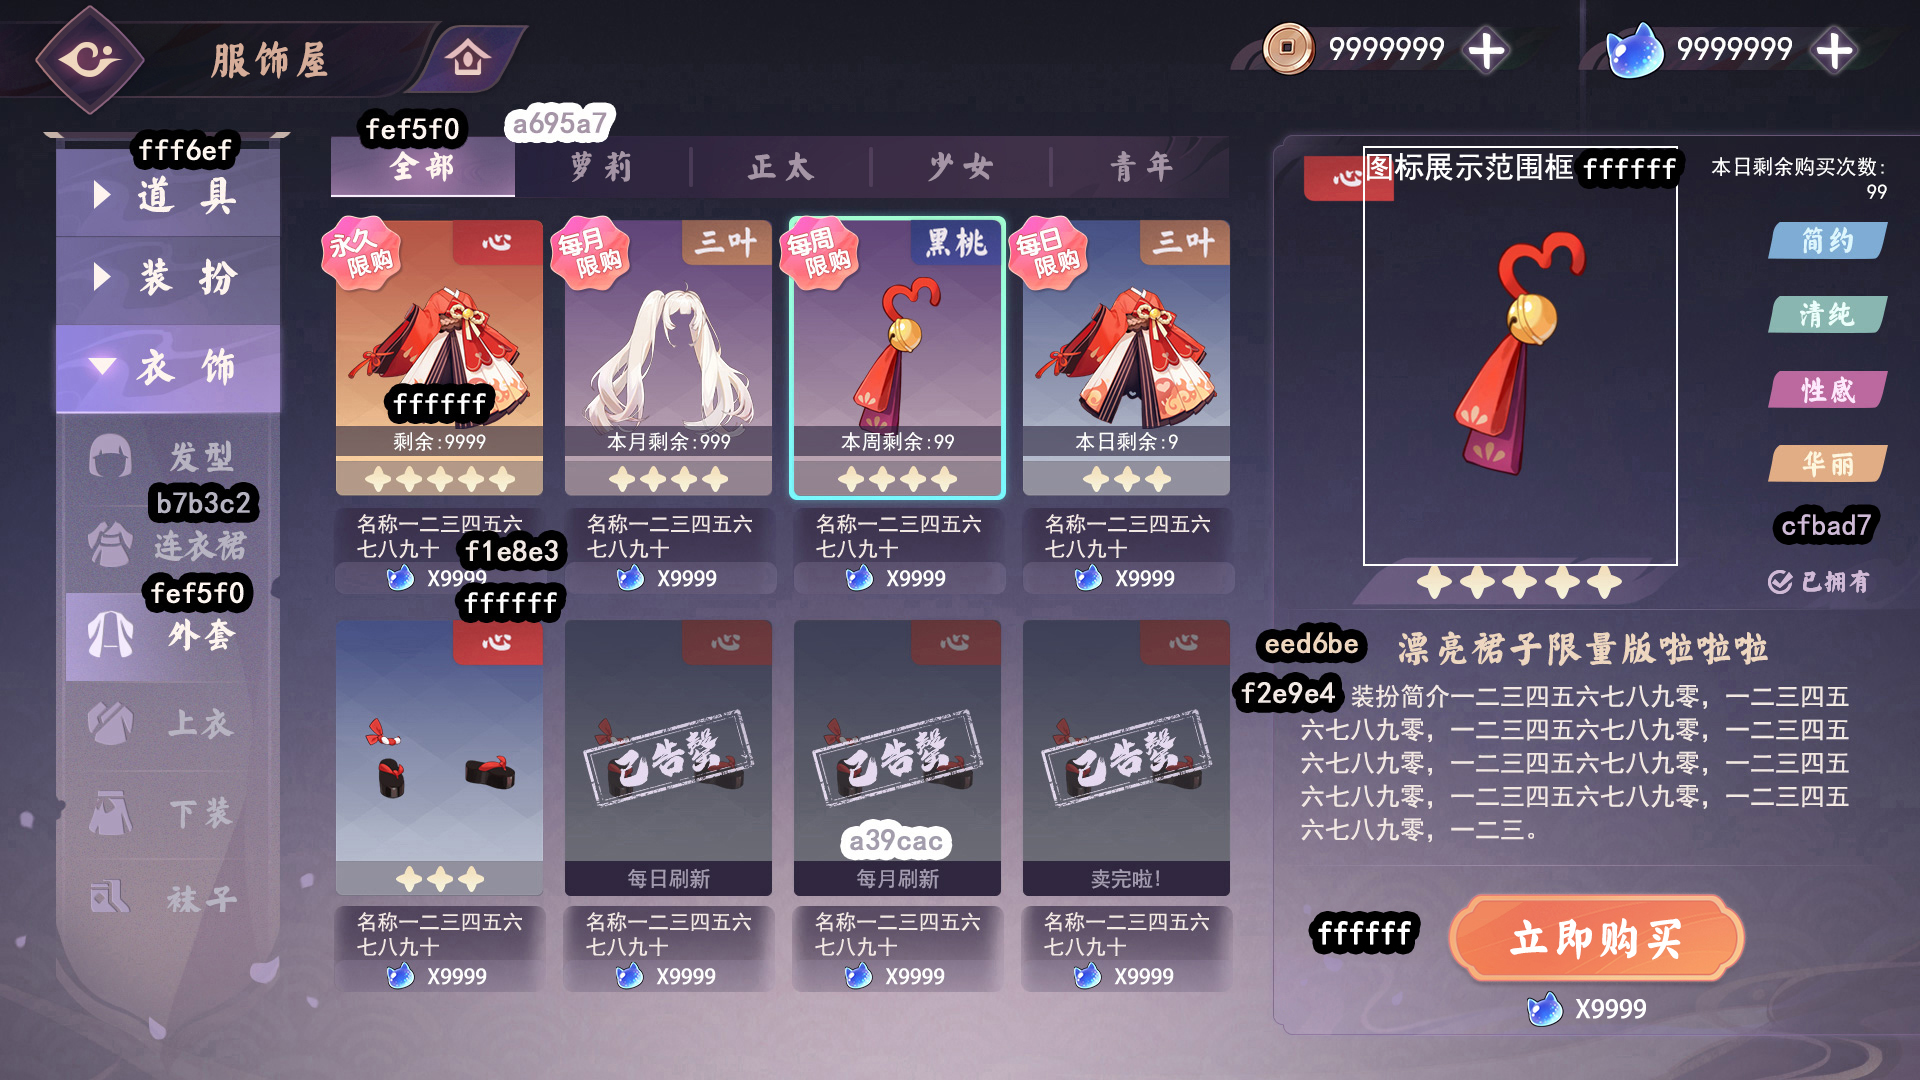 服饰屋
9999999
9999999
fff6ef
道具
装扮
衣饰
发型
b7b3c2
连衣裙
fef5f0
外套
上衣
下装
袜子
fef5f0
a695a7
全部
萝莉
正太
少女
青年
永久
限购
心
ffffff
剩余:9999
名称一二三四五六
七八九十
f1e8e3
X9999
ffffff
每月
限购
三叶
本月剩余:999
名称一二三四五六
七八九十
X9999
每周
限购
黑桃
本周剩余:99
名称一二三四五六
七八九十
X9999
每日
限购
三叶
本日剩余:9
名称一二三四五六
七八九十
X9999
心
名称一二三四五六
七八九十
X9999
心
已告罄
每日刷新
名称一二三四五六
七八九十
X9999
心
已告罄
a39cac
每月刷新
名称一二三四五六
七八九十
X9999
心
已告罄
卖完啦!
名称一二三四五六
七八九十
X9999
心
图标展示范围框
ffffff
本日剩余购买次数:
99
简约
清纯
性感
华丽
cfbad7
已拥有
eed6be
漂亮裙子限量版啦啦啦
f2e9e4
装扮简介一二三四五六七八九零，一二三四五
六七八九零，一二三四五六七八九零，一二三四五
六七八九零，一二三四五六七八九零，一二三四五
六七八九零，一二三四五六七八九零，一二三四五
六七八九零，一二三。
ffffff
立即购买
X9999